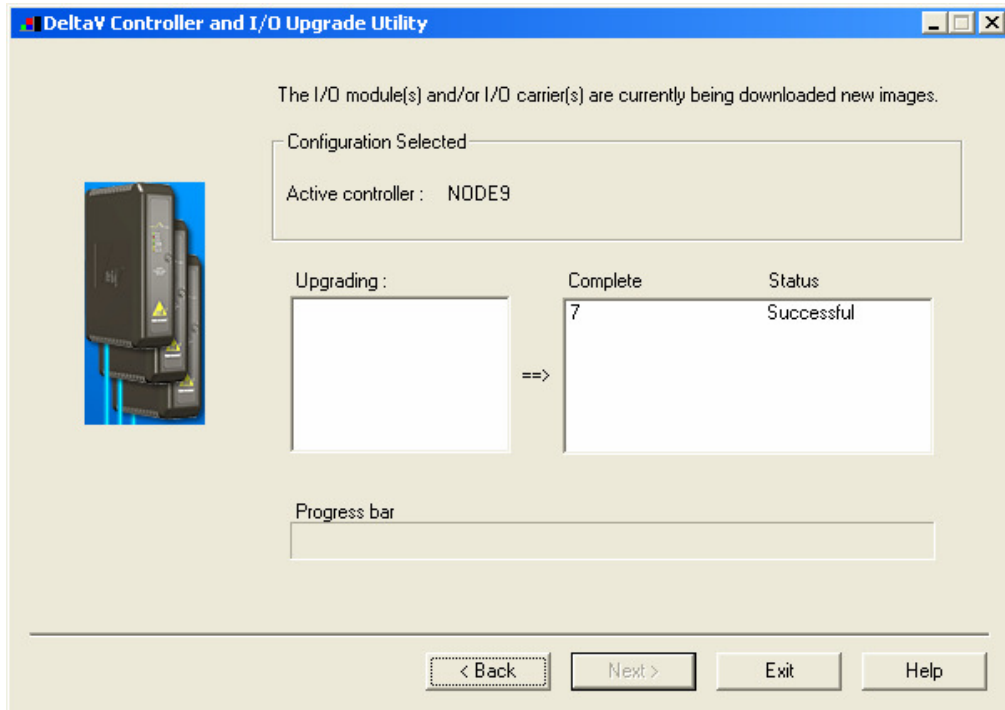 DeltaV Controller and I/O Upgrade Utility
The I/O module(s) and/or I/O carrier(s) are currently being downloaded new images.
Configuration Selected
Active controller : NODE9
Upgrading :
Complete Status
7 Successful
==>
Progress bar
< Back Next > Exit Help